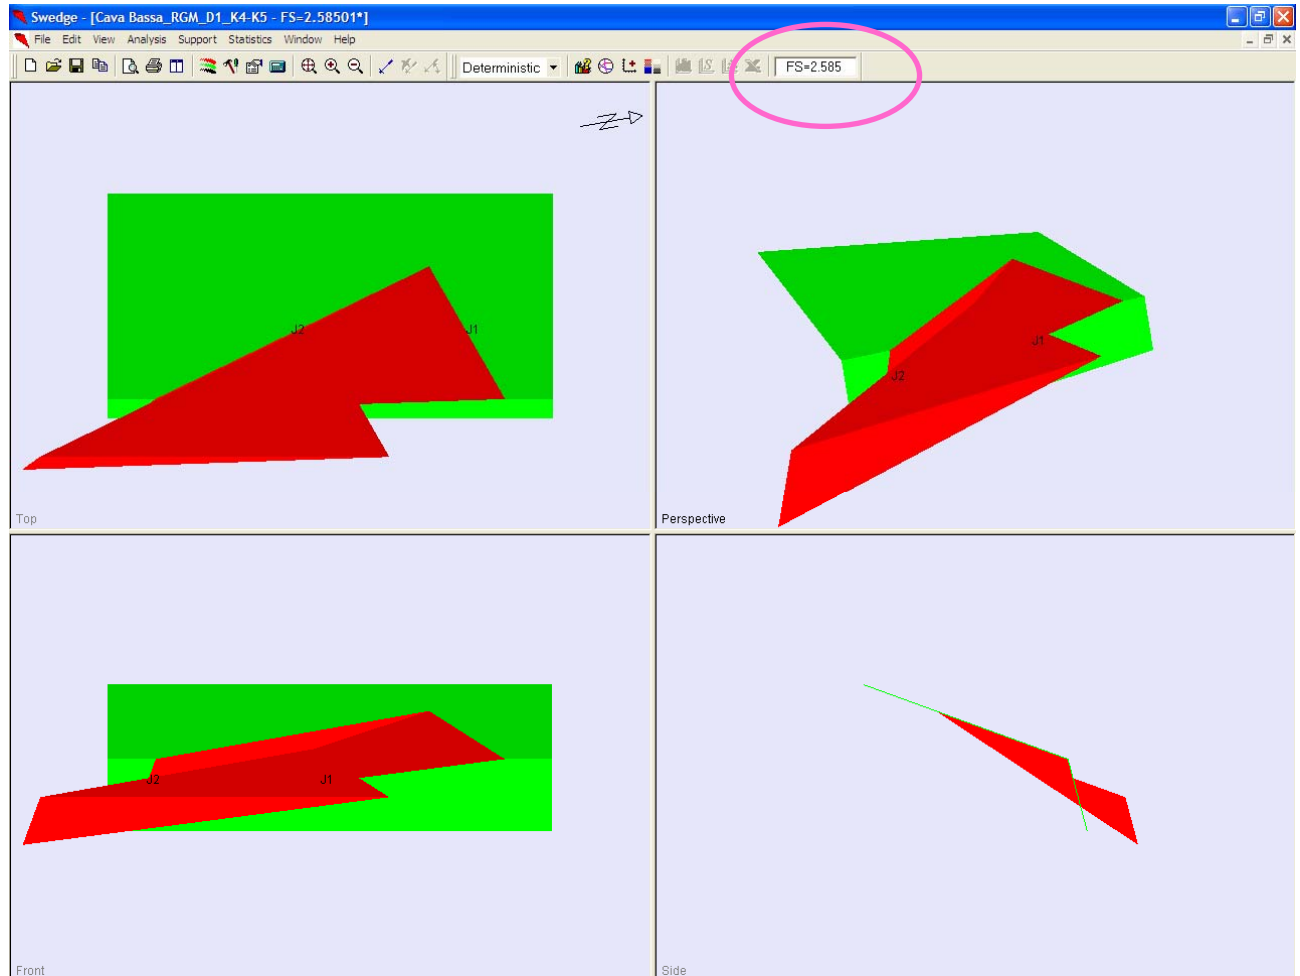 Swedge - [Cava Bassa_RGM_D1_K4-K5 - FS=2.58501*]
File Edit View Analysis Support Statistics Window Help
Deterministic FS=2.585
J2 J1
Top
J1
J2
Perspective
J2 J1
Front
Side